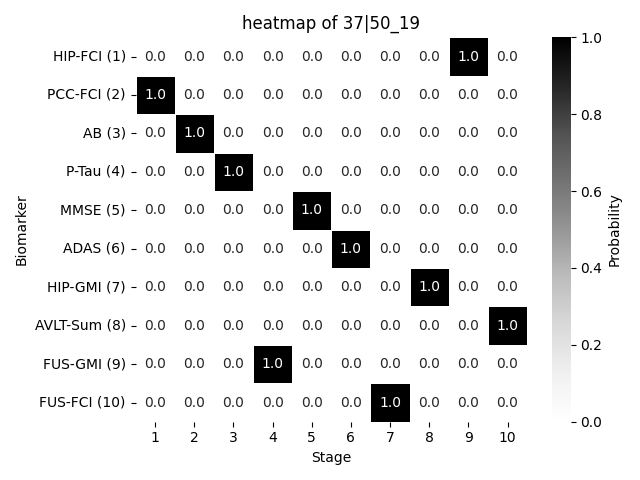 heatmap of 37|50_19
HIP-FCI (1) 0.0 0.0 0.0 0.0 0.0 0.0 0.0 0.0 1.0 0.0
PCC-FCI (2) 1.0 0.0 0.0 0.0 0.0 0.0 0.0 0.0 0.0 0.0
AB (3) 0.0 1.0 0.0 0.0 0.0 0.0 0.0 0.0 0.0 0.0
P-Tau (4) 0.0 0.0 1.0 0.0 0.0 0.0 0.0 0.0 0.0 0.0
MMSE (5) 0.0 0.0 0.0 0.0 1.0 0.0 0.0 0.0 0.0 0.0
ADAS (6) 0.0 0.0 0.0 0.0 0.0 1.0 0.0 0.0 0.0 0.0
HIP-GMI (7) 0.0 0.0 0.0 0.0 0.0 0.0 0.0 1.0 0.0 0.0
AVLT-Sum (8) 0.0 0.0 0.0 0.0 0.0 0.0 0.0 0.0 0.0 1.0
FUS-GMI (9) 0.0 0.0 0.0 1.0 0.0 0.0 0.0 0.0 0.0 0.0
FUS-FCI (10) 0.0 0.0 0.0 0.0 0.0 0.0 1.0 0.0 0.0 0.0
1 2 3 4 5 6 7 8 9 10
Stage
Biomarker
1.0
0.8
0.6
0.4
0.2
0.0
Probability